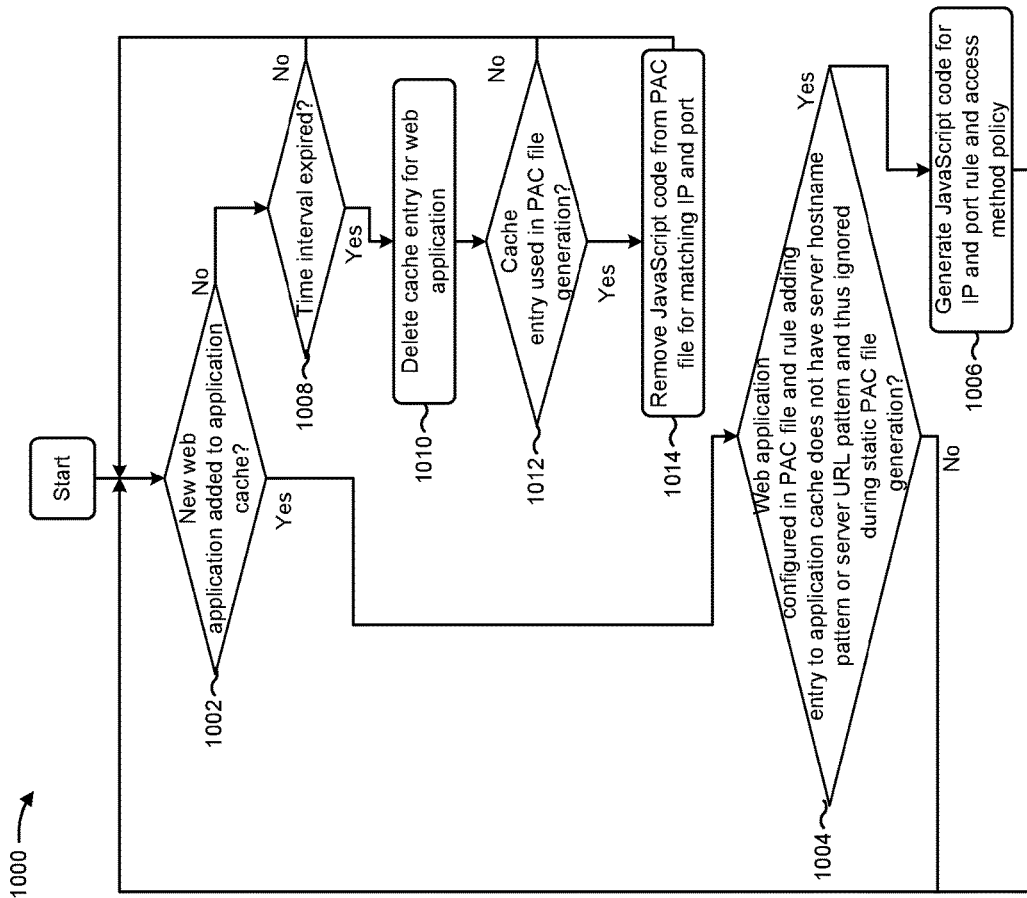 1000
Start
New web
application added to application
cache?
1002
No
Yes
Time interval expired?
1008
No
Yes
Delete cache entry for web
application
1010
Cache
entry used in PAC file
generation?
1012
No
Yes
Remove JavaScript code from PAC
file for matching IP and port
1014
Web application
configured in PAC file and rule adding
entry to application cache does not have server hostname
pattern or server URL pattern and thus ignored
during static PAC file
generation?
1004
Yes
No
Generate JavaScript code for
IP and port rule and access
method policy
1006